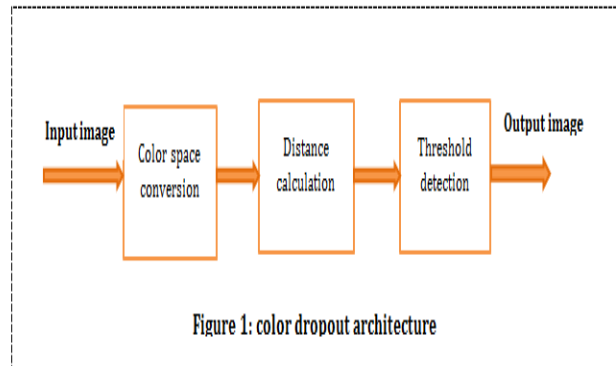 Input image
Color space
conversion
Distance
calculation
Threshold
detection
Output image
Figure 1: color dropout architecture